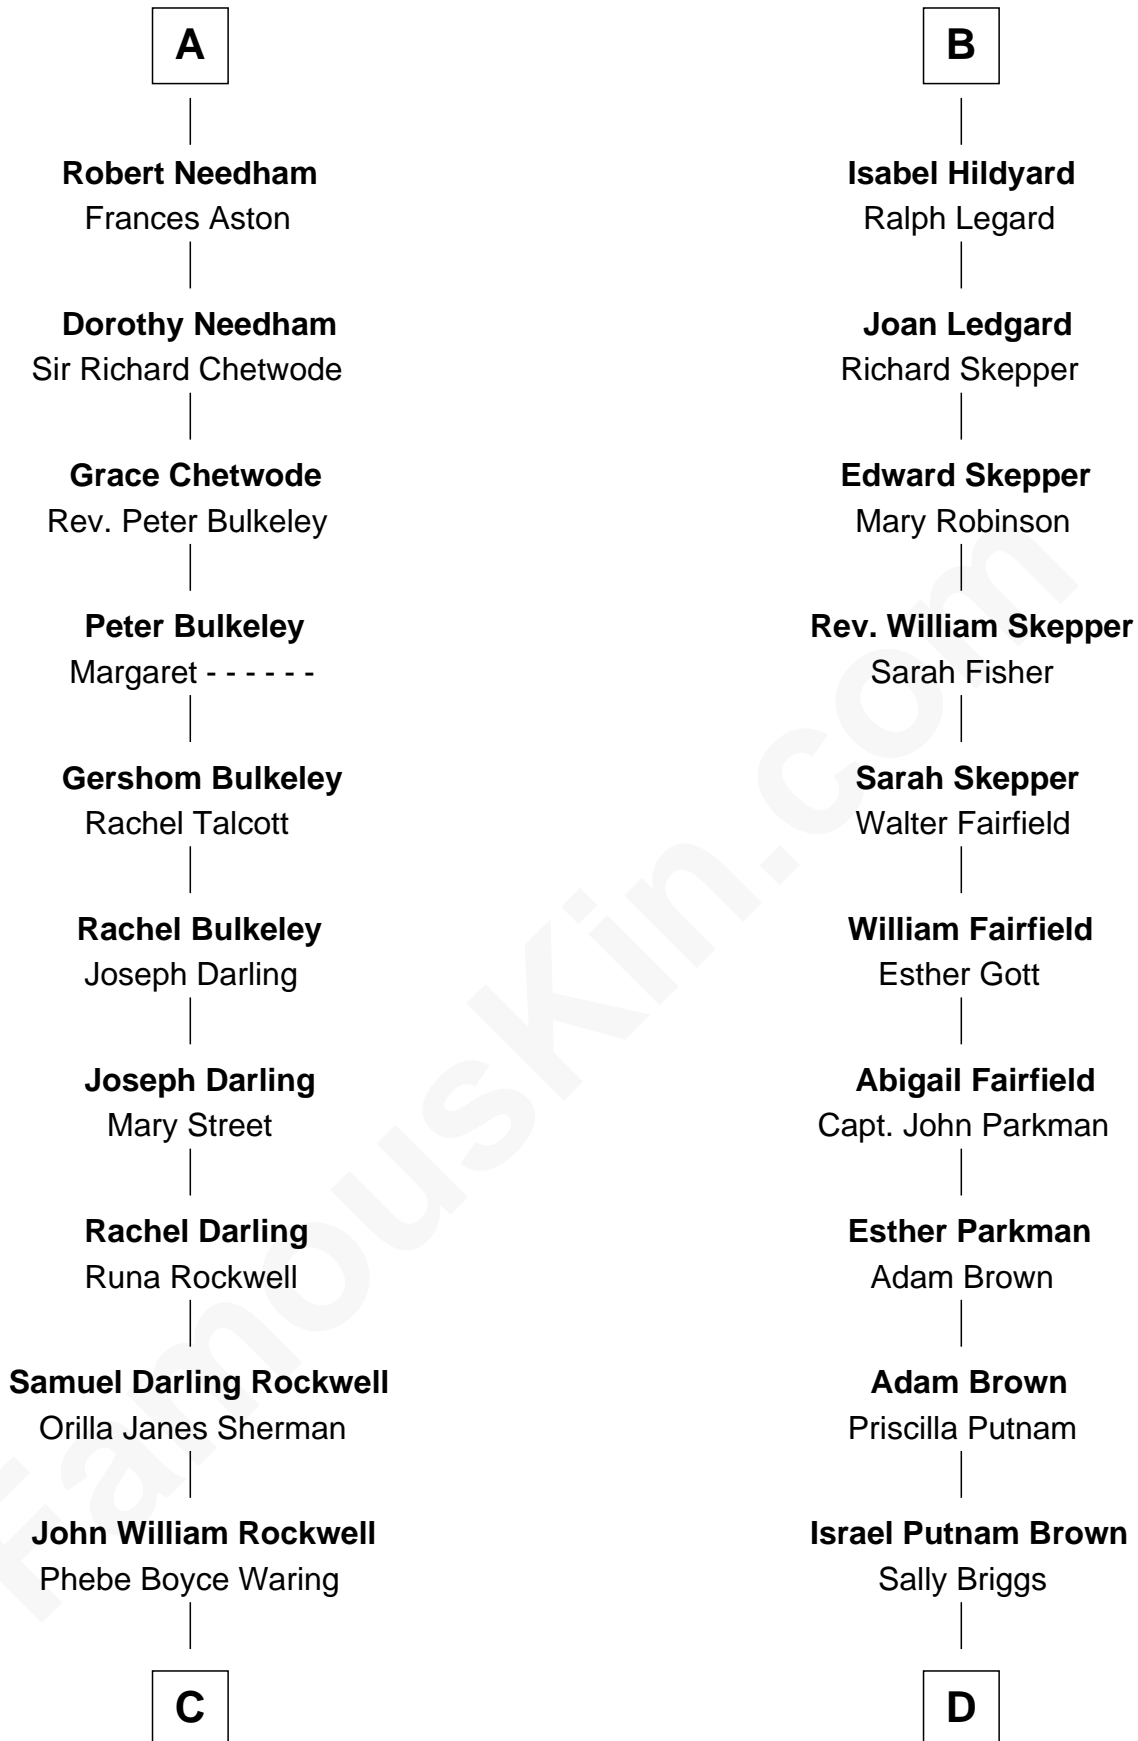 A
Robert Needham
Frances Aston
Dorothy Needham
Sir Richard Chetwode
Grace Chetwode
Rev. Peter Bulkeley
Peter Bulkeley
Margaret - - - - - -
Gershom Bulkeley
Rachel Talcott
Rachel Bulkeley
Joseph Darling
Joseph Darling
Mary Street
Rachel Darling
Runa Rockwell
Samuel Darling Rockwell
Orilla Janes Sherman
John William Rockwell
Phebe Boyce Waring
C
B
Isabel Hildyard
Ralph Legard
Joan Ledgard
Richard Skepper
Edward Skepper
Mary Robinson
Rev. William Skepper
Sarah Fisher
Sarah Skepper
Walter Fairfield
William Fairfield
Esther Gott
Abigail Fairfield
Capt. John Parkman
Esther Parkman
Adam Brown
Adam Brown
Priscilla Putnam
Israel Putnam Brown
Sally Briggs
D
FamousKin.com